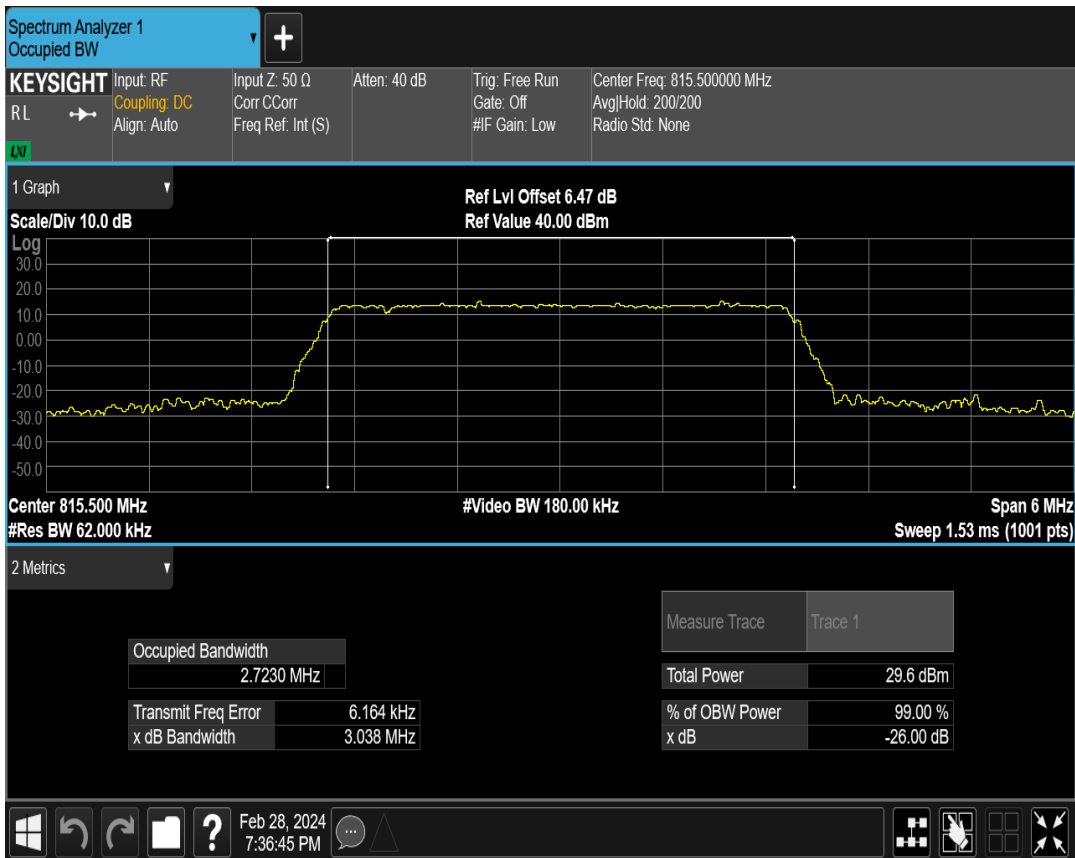 Spectrum Analyzer 1
Occupied BW
+
KEYSIGHT
RL
LXI
Input: RF
Coupling: DC
Align: Auto
Input Z: 50 Ω
Corr CCorr
Freq Ref: Int (S)
Atten: 40 dB
Trig: Free Run
Gate: Off
#IF Gain: Low
Center Freq: 815.500000 MHz
Avg|Hold: 200/200
Radio Std: None
1 Graph
Ref Lvl Offset 6.47 dB
Scale/Div 10.0 dB
Ref Value 40.00 dBm
Log
30.0
20.0
10.0
0.00
-10.0
-20.0
-30.0
-40.0
-50.0
Center 815.500 MHz
#Video BW 180.00 kHz
Span 6 MHz
#Res BW 62.000 kHz
Sweep 1.53 ms (1001 pts)
2 Metrics
Measure Trace
Trace 1
Occupied Bandwidth
2.7230 MHz
Total Power
29.6 dBm
Transmit Freq Error
6.164 kHz
% of OBW Power
99.00 %
x dB Bandwidth
3.038 MHz
x dB
-26.00 dB
?
Feb 28, 2024
7:36:45 PM